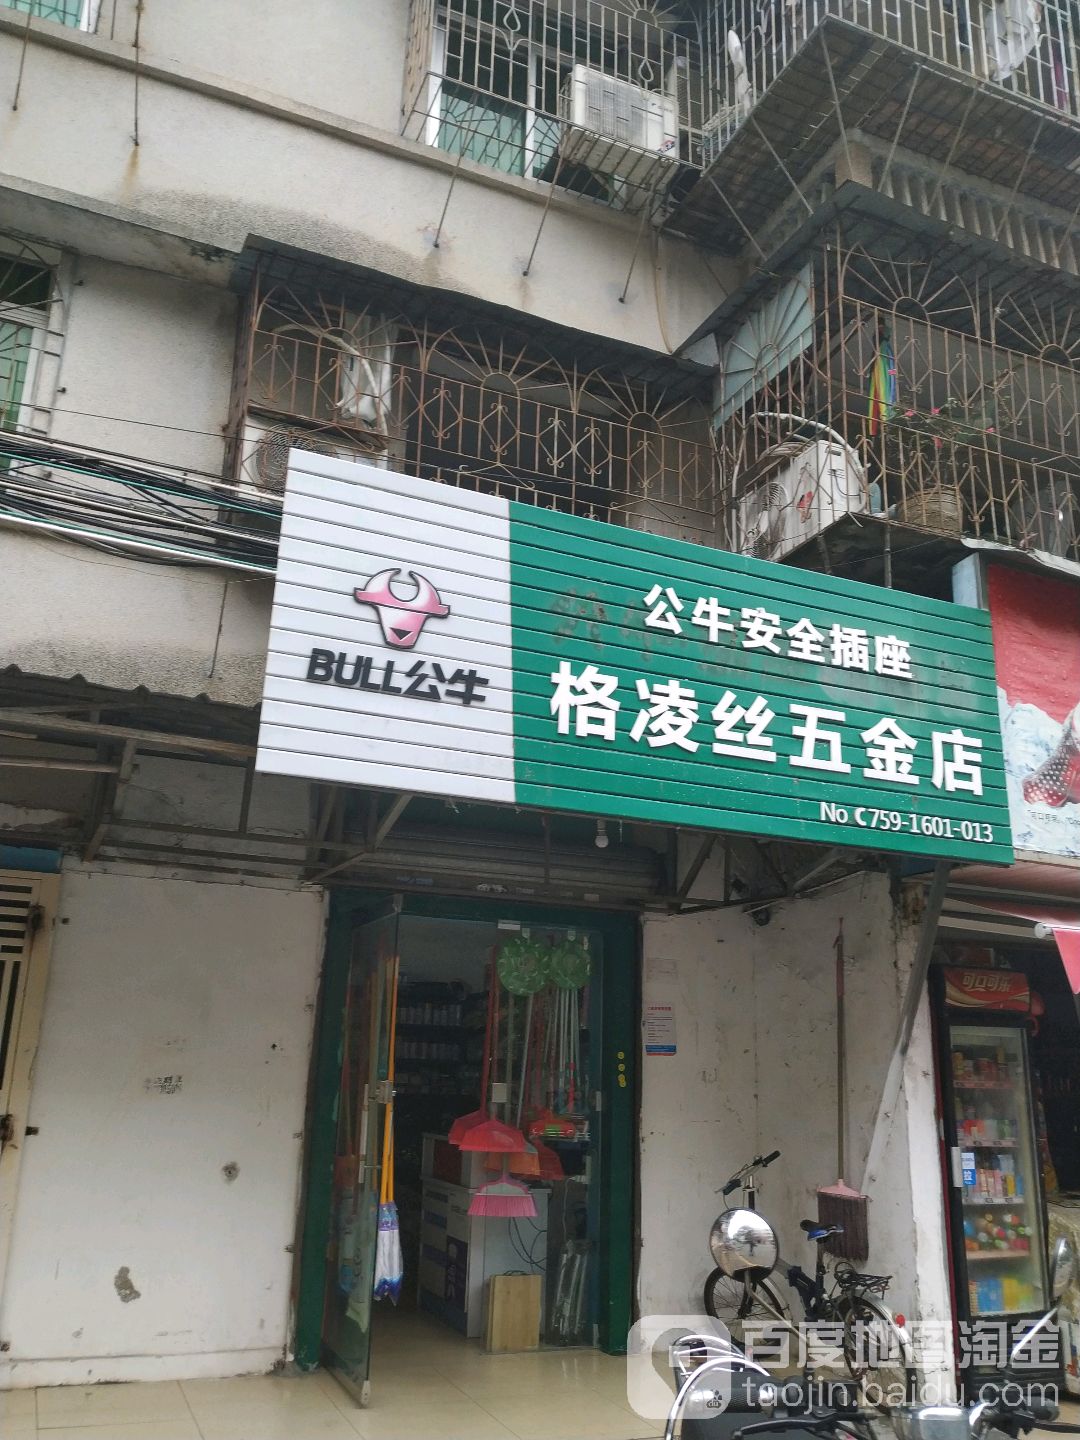 公牛安全插座
BULL公牛
格凌丝五金店
No C759-1601-013
可口可乐
百度地图淘金
taojin.baidu.com